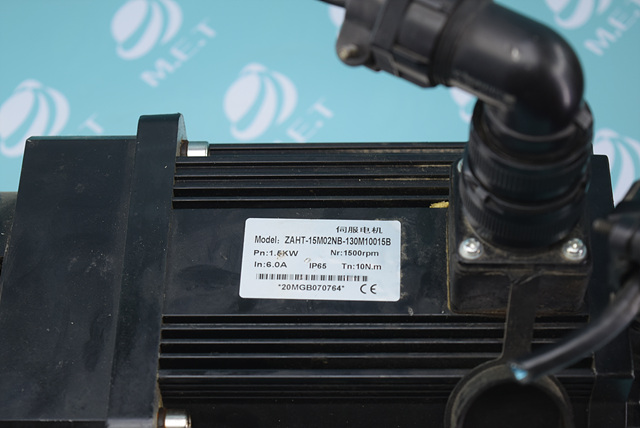 M.E.T
M.E.T
伺服电机
Model: ZAHT-15M02NB-130M10015B
Pn:1.5KW Nr:1500rpm
In:6.0A IP65 Tn:10N.m
*20MGB070764* CE